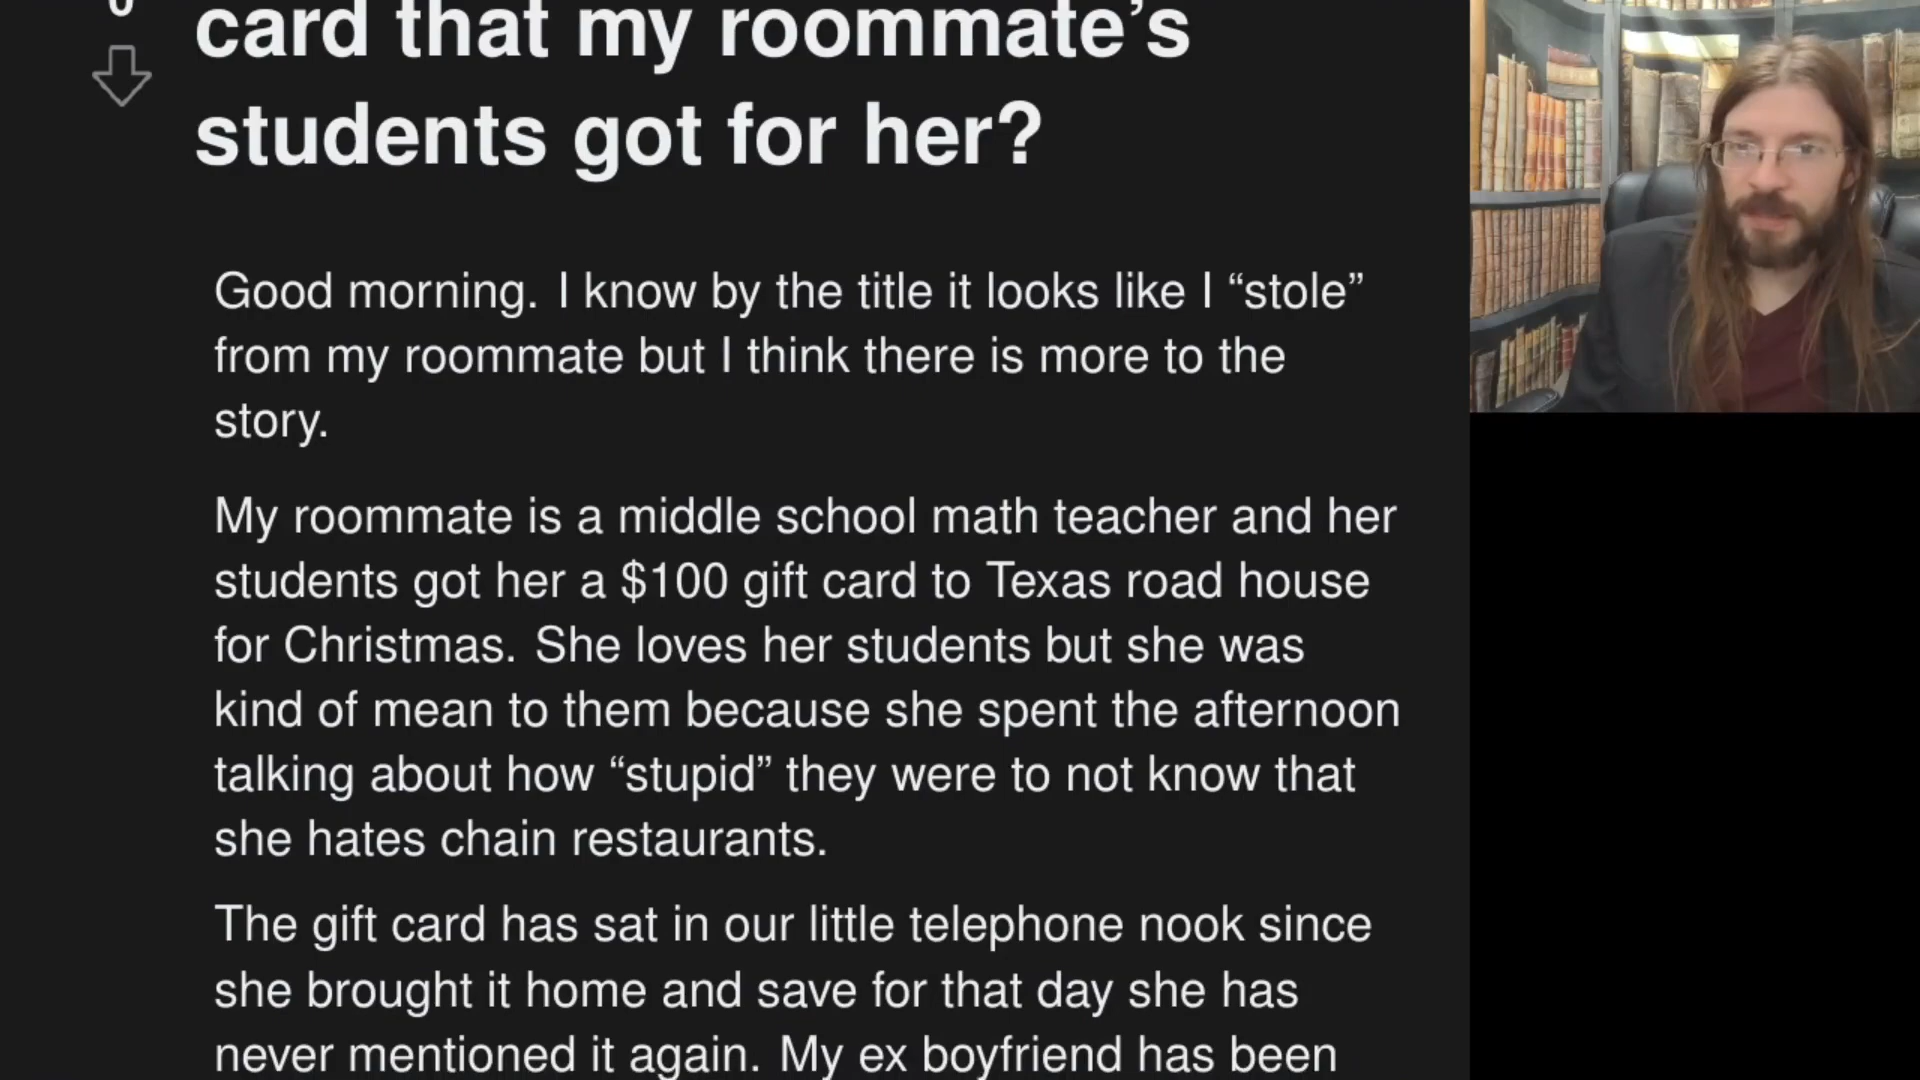 card that my roommate’s
students got for her?
Good morning. I know by the title it looks like I “stole”
from my roommate but I think there is more to the
story.
My roommate is a middle school math teacher and her
students got her a $100 gift card to Texas road house
for Christmas. She loves her students but she was
kind of mean to them because she spent the afternoon
talking about how “stupid” they were to not know that
she hates chain restaurants.
The gift card has sat in our little telephone nook since
she brought it home and save for that day she has
never mentioned it again. My ex boyfriend has been